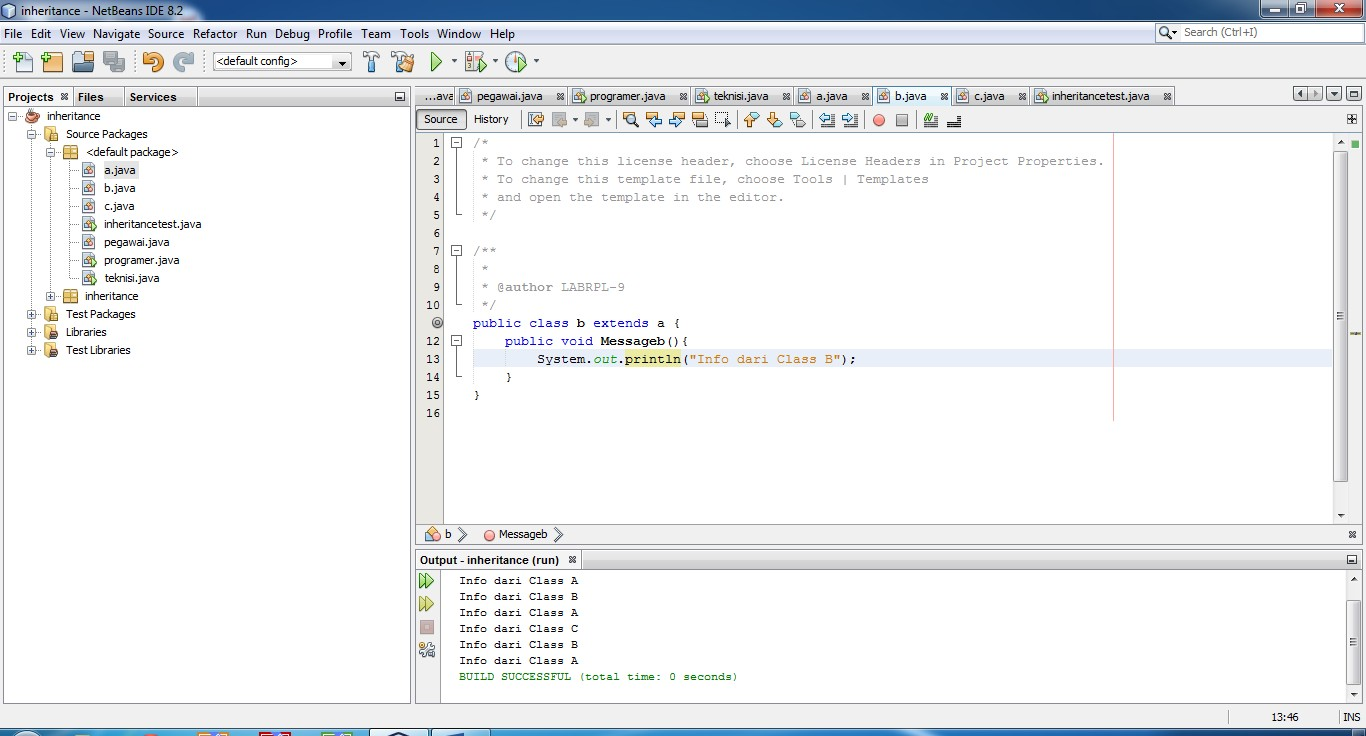 inheritance - NetBeans IDE 8.2
File Edit View Navigate Source Refactor Run Debug Profile Team Tools Window Help
Search (Ctrl+I)
<default config>
Projects Files Services
inheritance
Source Packages
<default package>
a.java
b.java
c.java
inheritancetest.java
pegawai.java
programer.java
teknisi.java
inheritance
Test Packages
Libraries
Test Libraries
...ava pegawai.java programer.java teknisi.java a.java b.java c.java inheritancetest.java
Source History
1 /*
2 * To change this license header, choose License Headers in Project Properties.
3 * To change this template file, choose Tools | Templates
4 * and open the template in the editor.
5 */
6
7 /**
8 *
9 * @author LABRPL-9
10 */
public class b extends a {
12 public void Messageb(){
13 System.out.println("Info dari Class B");
14 }
15 }
16
b Messageb
Output - inheritance (run)
Info dari Class A
Info dari Class B
Info dari Class A
Info dari Class C
Info dari Class B
Info dari Class A
BUILD SUCCESSFUL (total time: 0 seconds)
13:46 INS